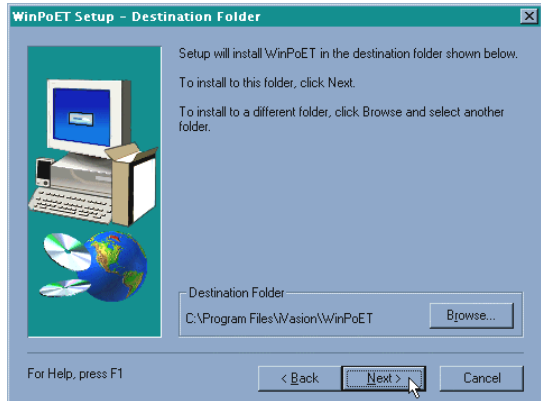 WinPoET Setup - Destination Folder
Setup will install WinPoET in the destination folder shown below.
To install to this folder, click Next.
To install to a different folder, click Browse and select another
folder.
Destination Folder
C:\Program Files\iVasion\WinPoET
Browse...
For Help, press F1
< Back
Next >
Cancel